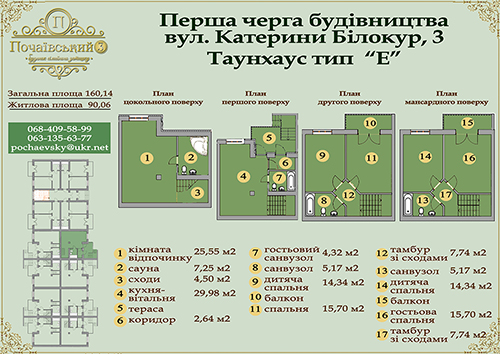 П
Почаївський
Перша черга будівництва
вул. Катерини Білокур, 3
Таунхаус тип “Е”
Загальна площа 160,14
Житлова площа 90,06
068-409-58-99
063-135-63-77
pochaevsky@ukr.net
План
цокольного поверху
План
першого поверху
План
другого поверху
План
мансардного поверху
1
2
3
4
5
6
7
8
9
10
11
12
13
14
15
16
17
1 кімната відпочинку 25,55 м2
2 сауна 7,25 м2
3 сходи 4,50 м2
4 кухня-вітальня 29,98 м2
5 тераса
6 коридор 2,64 м2
7 гостьовий санвузол 4,32 м2
8 санвузол 5,17 м2
9 дитяча спальня 14,34 м2
10 балкон
11 спальня 15,70 м2
12 тамбур зі сходами 7,74 м2
13 санвузол 5,17 м2
14 дитяча спальня 14,34 м2
15 балкон
16 гостьова спальня 15,70 м2
17 тамбур зі сходами 7,74 м2